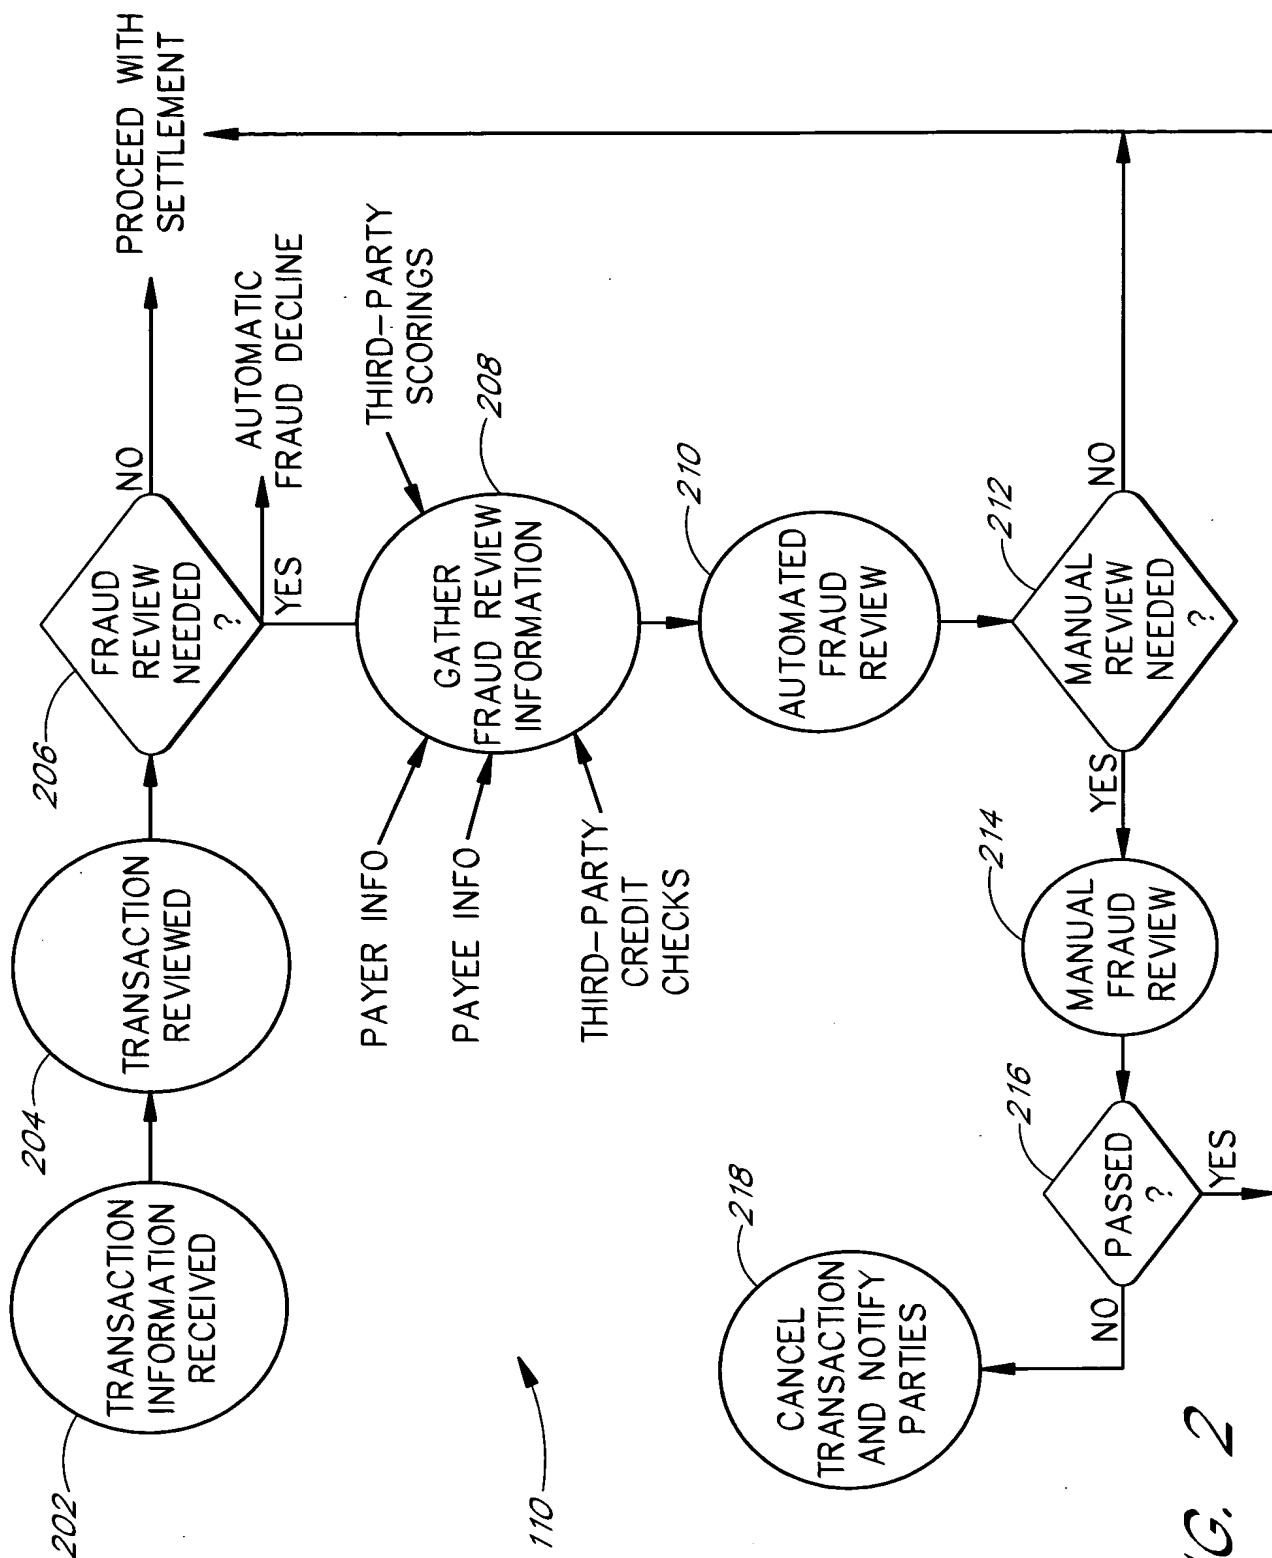 202
TRANSACTION
INFORMATION
RECEIVED
204
TRANSACTION
REVIEWED
206
FRAUD
REVIEW
NEEDED
?
NO
PROCEED WITH
SETTLEMENT
YES
AUTOMATIC
FRAUD DECLINE
PAYER INFO
PAYEE INFO
THIRD-PARTY
CREDIT
CHECKS
THIRD-PARTY
SCORINGS
208
GATHER
FRAUD REVIEW
INFORMATION
210
AUTOMATED
FRAUD
REVIEW
212
MANUAL
REVIEW
NEEDED
?
NO
YES
214
MANUAL
FRAUD
REVIEW
216
PASSED
?
YES
NO
218
CANCEL
TRANSACTION
AND NOTIFY
PARTIES
110
G. 2